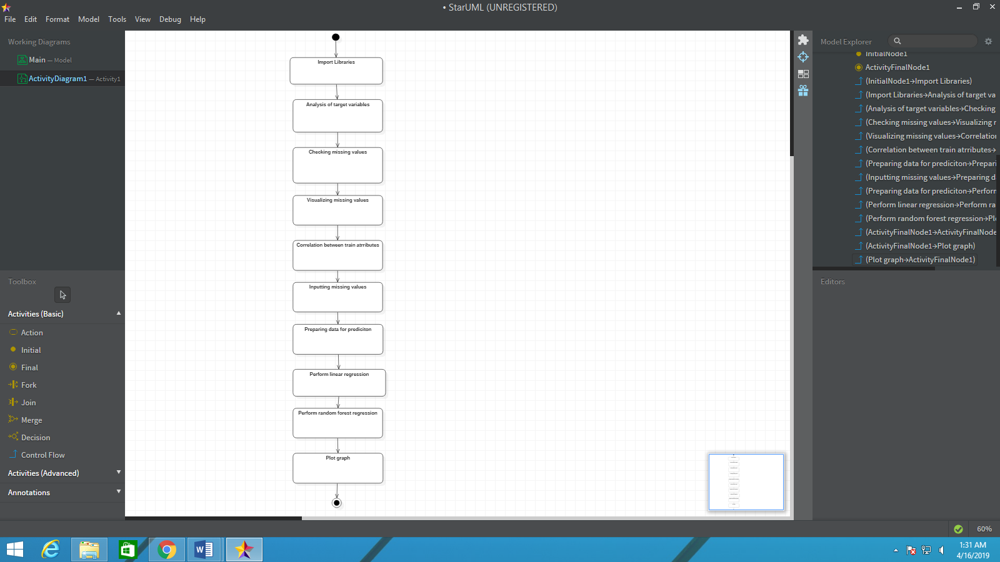 • StarUML (UNREGISTERED)
File Edit Format Model Tools View Debug Help
Working Diagrams
Main — Model
ActivityDiagram1 — Activity1
Toolbox
Activities (Basic)
Action
Initial
Final
Fork
Join
Merge
Decision
Control Flow
Activities (Advanced)
Annotations
Import Libraries
Analysis of target variables
Checking missing values
Visualizing missing values
Correlation between train atrributes
Inputting missing values
Preparing data for prediciton
Perform linear regression
Perform random forest regression
Plot graph
Model Explorer
InitialNode1
ActivityFinalNode1
(InitialNode1→Import Libraries)
(Import Libraries→Analysis of target va
(Analysis of target variables→Checking
(Checking missing values→Visualizing r
(Visualizing missing values→Correlation
(Correlation between train atrributes→
(Preparing data for prediciton→Prepari
(Inputting missing values→Preparing d
(Preparing data for prediciton→Perforn
(Perform linear regression→Perform ra
(Perform random forest regression→Pl
(ActivityFinalNode1→ActivityFinalNode
(ActivityFinalNode1→Plot graph)
(Plot graph→ActivityFinalNode1)
Editors
60%
1:31 AM
4/16/2019